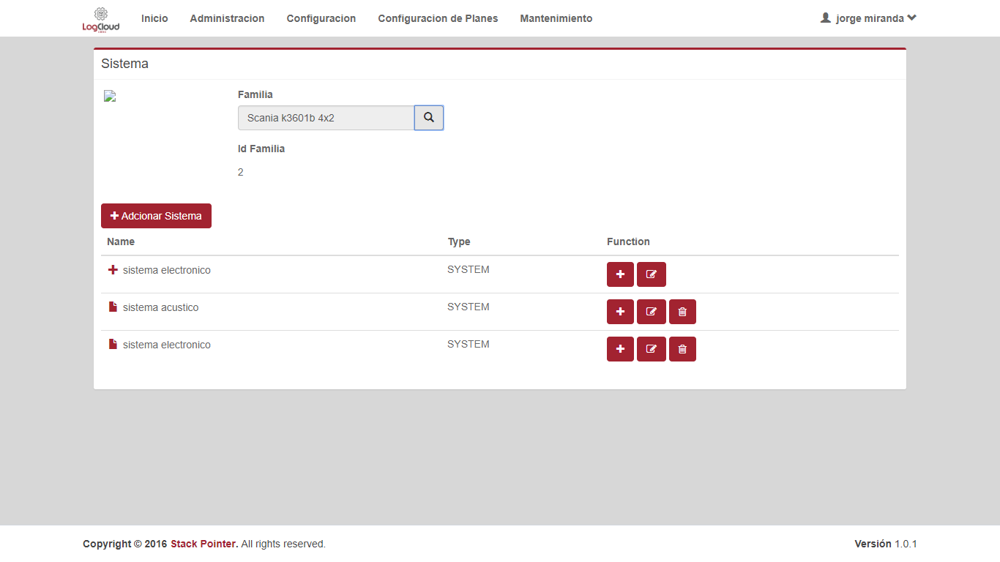 LogCloud
Inicio Administracion Configuracion Configuracion de Planes Mantenimiento jorge miranda
Sistema
Familia
Scania k3601b 4x2
Id Familia
2
Adcionar Sistema
Name Type Function
sistema electronico SYSTEM
sistema acustico SYSTEM
sistema electronico SYSTEM
Copyright © 2016 Stack Pointer. All rights reserved. Versión 1.0.1